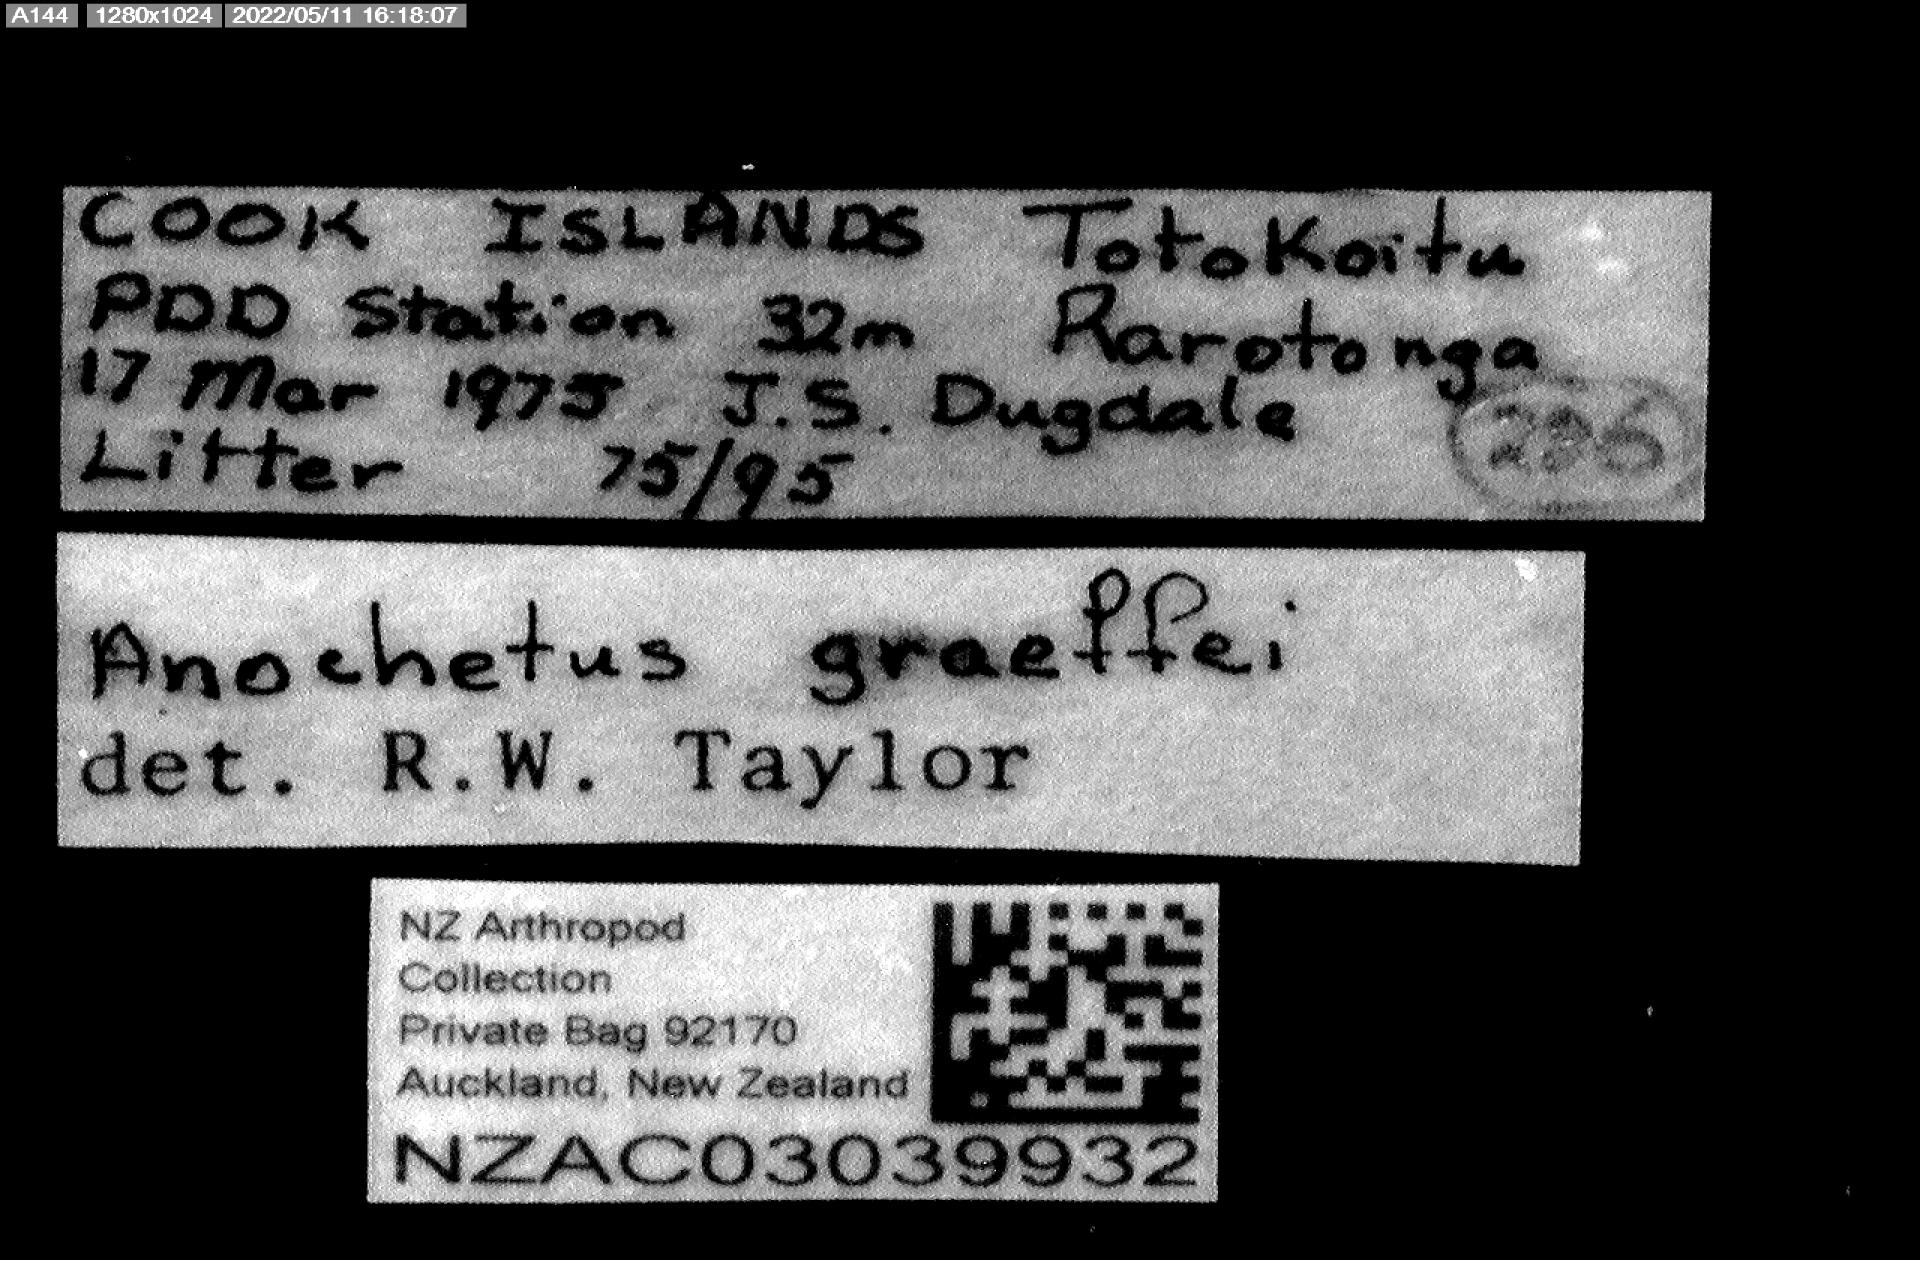 A144 1280x1024 2022/05/11 16:18:07
COOK ISLANDS Totokoitu
PDD Station 32m Rarotonga
17 Mar 1975 J.S. Dugdale
Litter 75/95
Anochetus graeffei
det. R.W. Taylor
NZ Arthropod
Collection
Private Bag 92170
Auckland, New Zealand
NZAC03039932